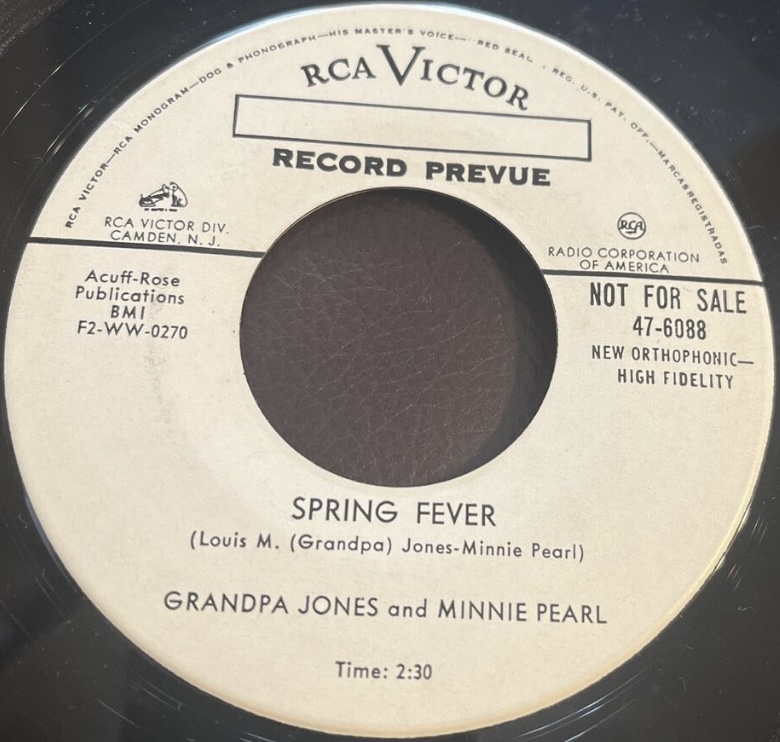 RCA VICTOR—RCA MONOGRAM—DOG & PHONOGRAPH—HIS MASTER'S VOICE—RED SEAL, REG. U.S. PAT. OFF.—MARCAS REGISTRADAS
RCA VICTOR
RECORD PREVUE
RCA VICTOR DIV.
CAMDEN, N. J.
RCA
RADIO CORPORATION
OF AMERICA
Acuff-Rose
Publications
BMI
F2-WW-0270
NOT FOR SALE
47-6088
NEW ORTHOPHONIC—
HIGH FIDELITY
SPRING FEVER
(Louis M. (Grandpa) Jones-Minnie Pearl)
GRANDPA JONES and MINNIE PEARL
Time: 2:30